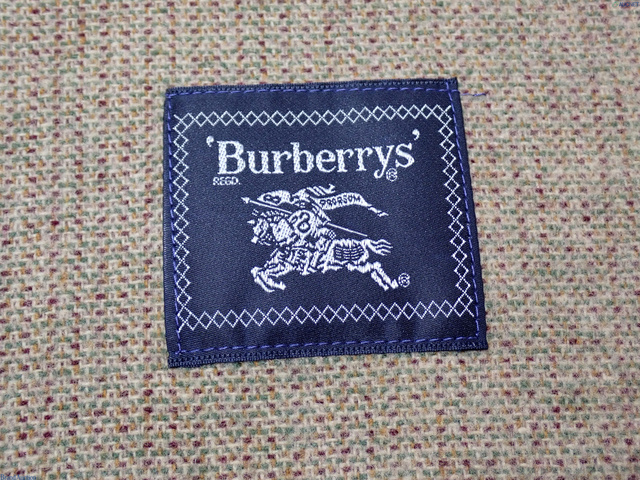 'Burberrys'
REGD. ®
PRORSUM
®